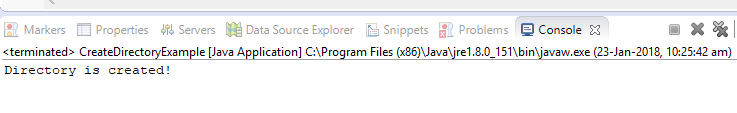 Markers Properties Servers Data Source Explorer Snippets Problems Console
<terminated> CreateDirectoryExample [Java Application] C:\Program Files (x86)\Java\jre1.8.0_151\bin\javaw.exe (23-Jan-2018, 10:25:42 am)
Directory is created!